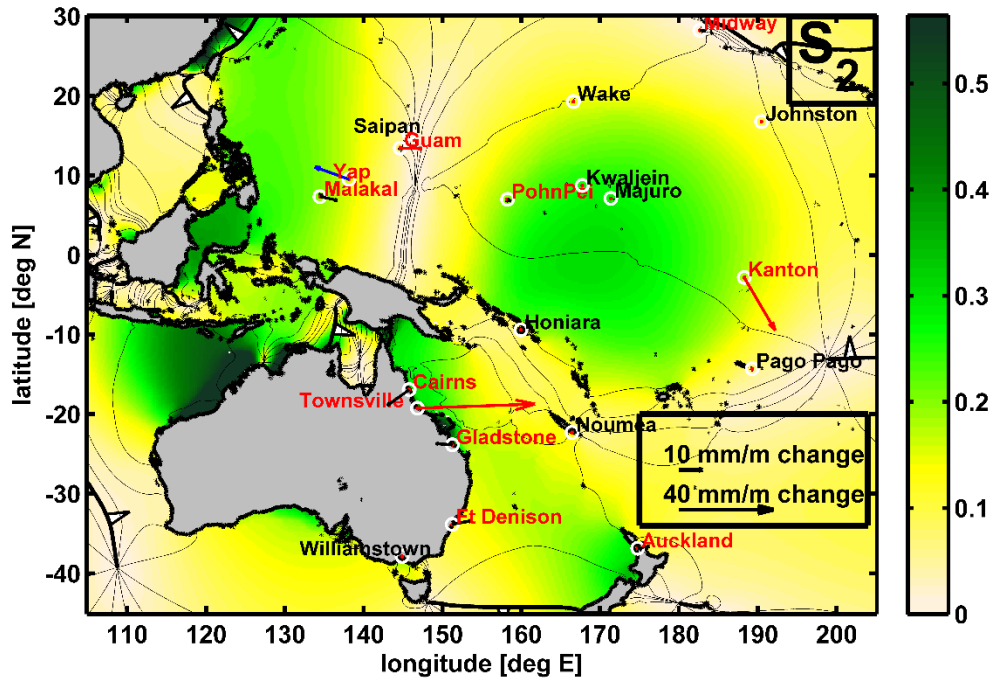 30
20
10
0
-10
-20
-30
-40
latitude [deg N]
110 120 130 140 150 160 170 180 190 200
longitude [deg E]
S2
Midway
Wake
Johnston
Saipan
Guam
Yap
Malakal
Kwaljein
PohnPei
Majuro
Kanton
Honiara
Pago Pago
Cairns
Townsville
Noumea
Gladstone
10 mm/m change
40 mm/m change
Ft Denison
Williamstown
Auckland
0.5
0.4
0.3
0.2
0.1
0